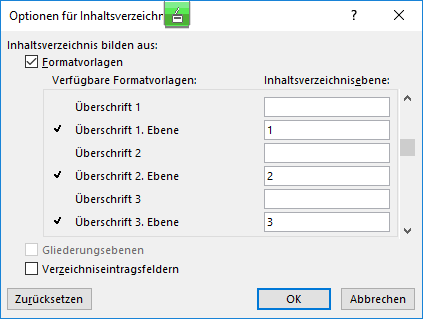 Optionen für Inhaltsverzeichn
Inhaltsverzeichnis bilden aus:
Formatvorlagen
Verfügbare Formatvorlagen: Inhaltsverzeichnisebene:
Überschrift 1
Überschrift 1. Ebene 1
Überschrift 2
Überschrift 2. Ebene 2
Überschrift 3
Überschrift 3. Ebene 3
Gliederungsebenen
Verzeichniseintragsfeldern
Zurücksetzen OK Abbrechen